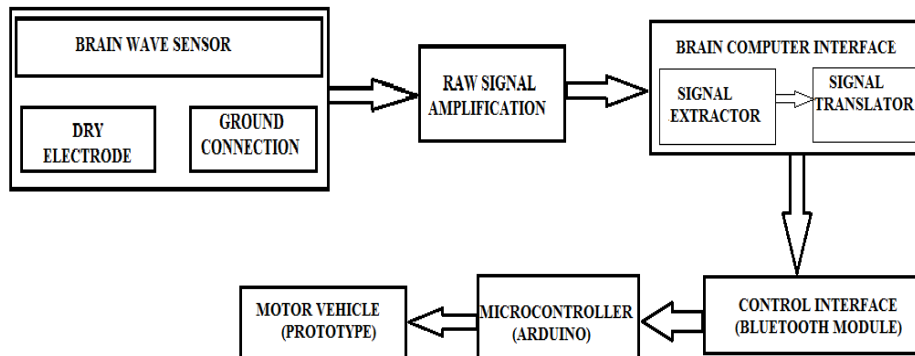 BRAIN WAVE SENSOR
DRY
ELECTRODE
GROUND
CONNECTION
RAW SIGNAL
AMPLIFICATION
BRAIN COMPUTER INTERFACE
SIGNAL
EXTRACTOR
SIGNAL
TRANSLATOR
CONTROL INTERFACE
(BLUETOOTH MODULE)
MICROCONTROLLER
(ARDUINO)
MOTOR VEHICLE
(PROTOTYPE)